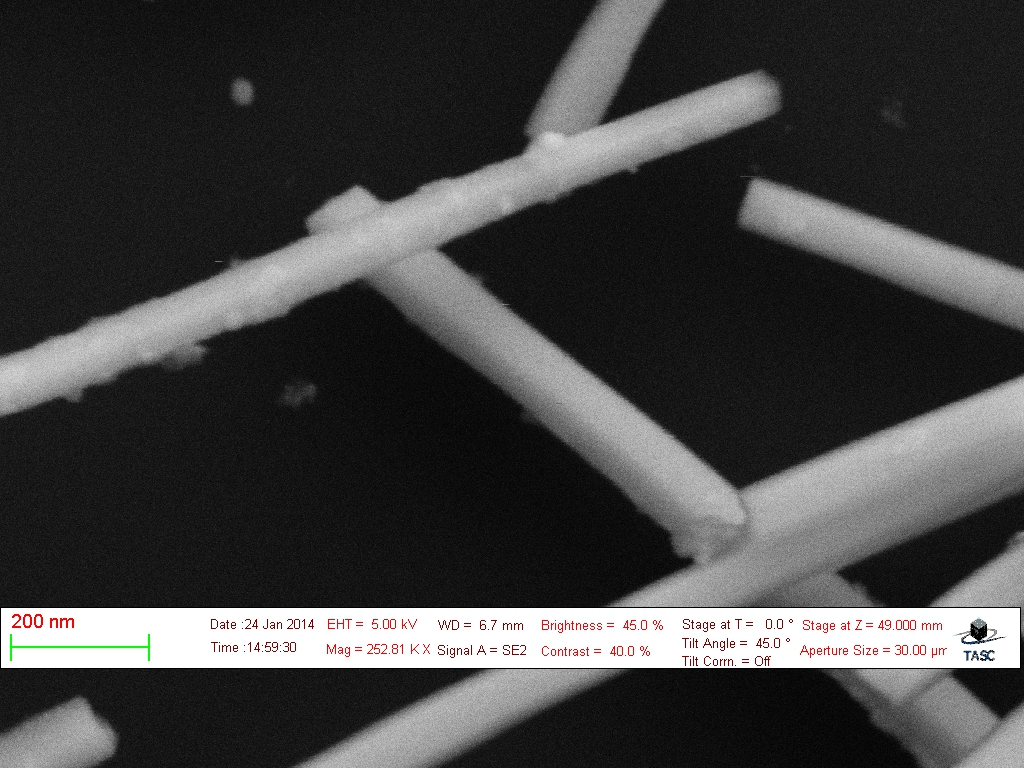 200 nm
Date :24 Jan 2014 EHT = 5.00 kV WD = 6.7 mm Brightness = 45.0 % Stage at T = 0.0 ° Stage at Z = 49.000 mm
Time :14:59:30 Mag = 252.81 K X Signal A = SE2 Contrast = 40.0 % Tilt Angle = 45.0 ° Aperture Size = 30.00 µm
Tilt Corrn. = Off
TASC